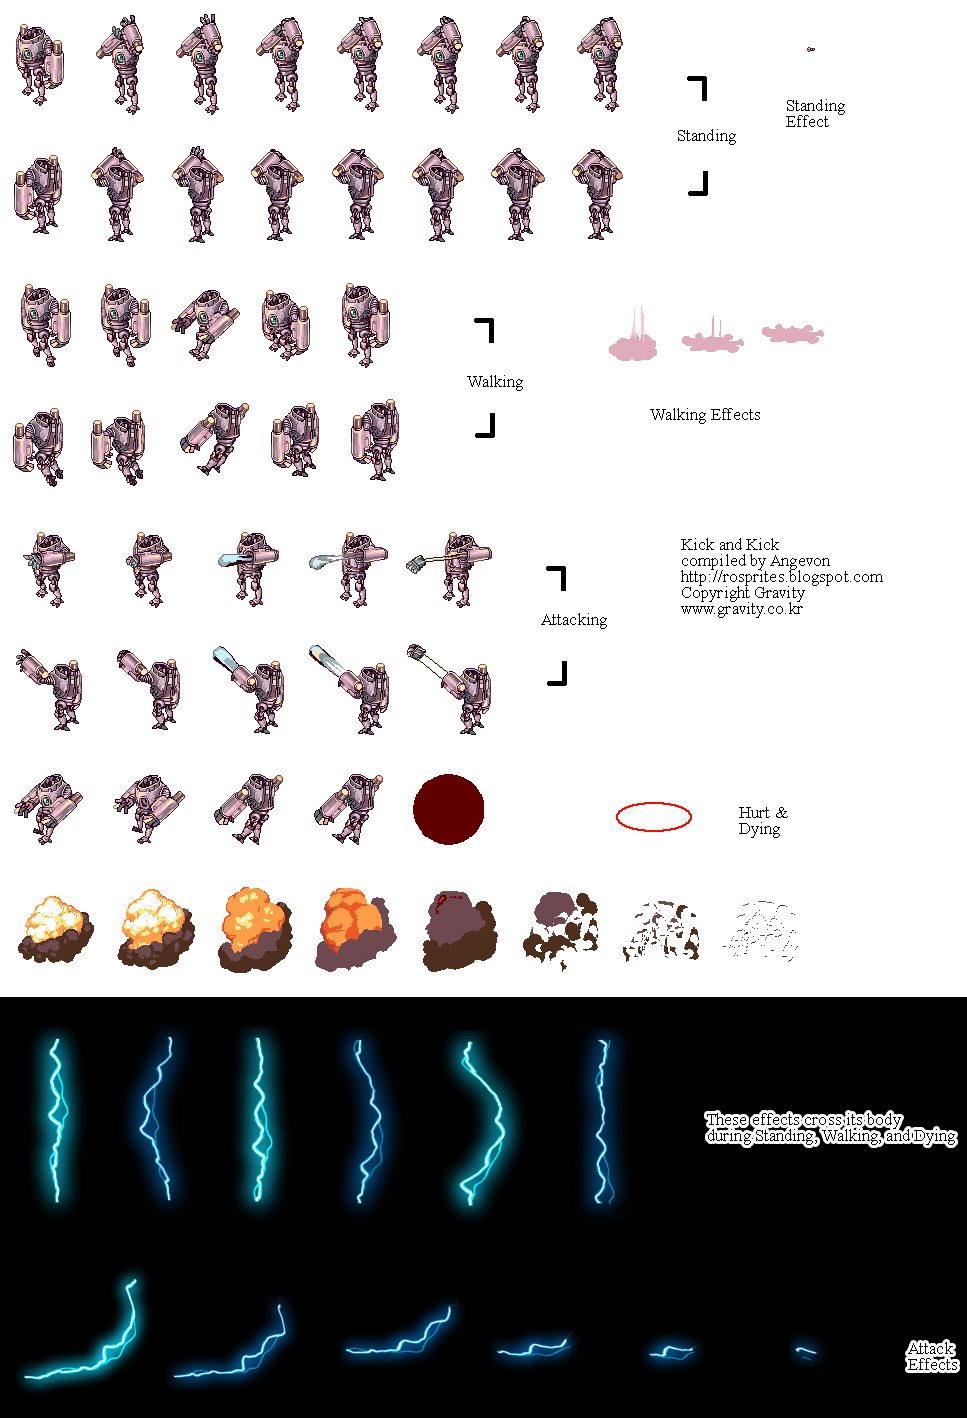 Standing
Effect
Standing
Walking
Walking Effects
Kick and Kick
compiled by Angevon
http://rosprites.blogspot.com
Copyright Gravity
www.gravity.co.kr
Attacking
Hurt &
Dying
These effects cross its body
during Standing, Walking, and Dying
Attack
Effects